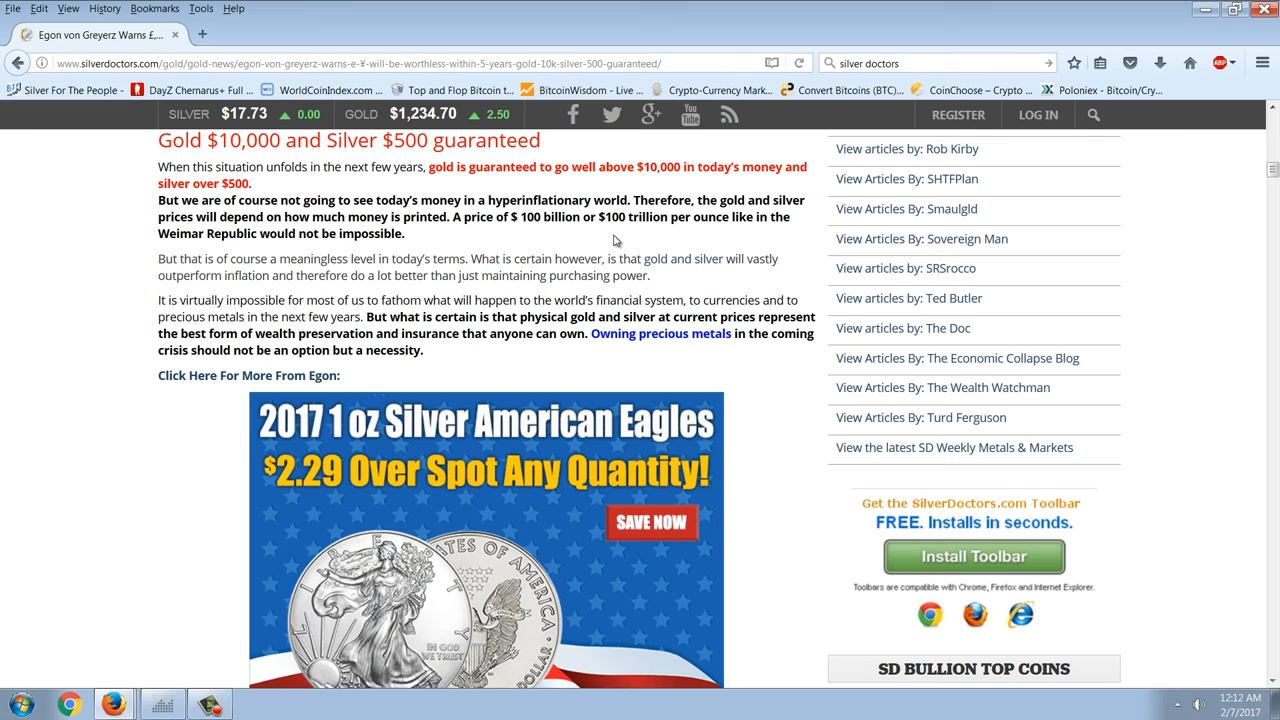 File Edit View History Bookmarks Tools Help
Egon von Greyerz Warns £,...
www.silverdoctors.com/gold/gold-news/egon-von-greyerz-warns-e-¥-will-be-worthless-within-5-years-gold-10k-silver-500-guaranteed/
silver doctors
ABP
Silver For The People - ... DayZ Chernarus+ Full ... WorldCoinIndex.com ... Top and Flop Bitcoin t... BitcoinWisdom - Live ... Crypto-Currency Mark... Convert Bitcoins (BTC)... CoinChoose – Crypto ... Poloniex - Bitcoin/Cry...
SILVER $17.73 0.00 GOLD $1,234.70 2.50
You Tube
REGISTER LOG IN
Gold $10,000 and Silver $500 guaranteed
When this situation unfolds in the next few years, gold is guaranteed to go well above $10,000 in today's money and
silver over $500.
But we are of course not going to see today's money in a hyperinflationary world. Therefore, the gold and silver
prices will depend on how much money is printed. A price of $ 100 billion or $100 trillion per ounce like in the
Weimar Republic would not be impossible.
But that is of course a meaningless level in today's terms. What is certain however, is that gold and silver will vastly
outperform inflation and therefore do a lot better than just maintaining purchasing power.
It is virtually impossible for most of us to fathom what will happen to the world's financial system, to currencies and to
precious metals in the next few years. But what is certain is that physical gold and silver at current prices represent
the best form of wealth preservation and insurance that anyone can own. Owning precious metals in the coming
crisis should not be an option but a necessity.
Click Here For More From Egon:
2017 1 oz Silver American Eagles
$2.29 Over Spot Any Quantity!
SAVE NOW
LIBERTY
IN GOD
WE TRUST
View articles by: Rob Kirby
View Articles By: SHTFPlan
View Articles By: Smaulgld
View Articles By: Sovereign Man
View articles by: SRSrocco
View Articles By: Ted Butler
View articles by: The Doc
View Articles By: The Economic Collapse Blog
View Articles By: The Wealth Watchman
View Articles By: Turd Ferguson
View the latest SD Weekly Metals & Markets
Get the SilverDoctors.com Toolbar
FREE. Installs in seconds.
Install Toolbar
Toolbars are compatible with Chrome, Firefox and Internet Explorer.
SD BULLION TOP COINS
12:12 AM
2/7/2017